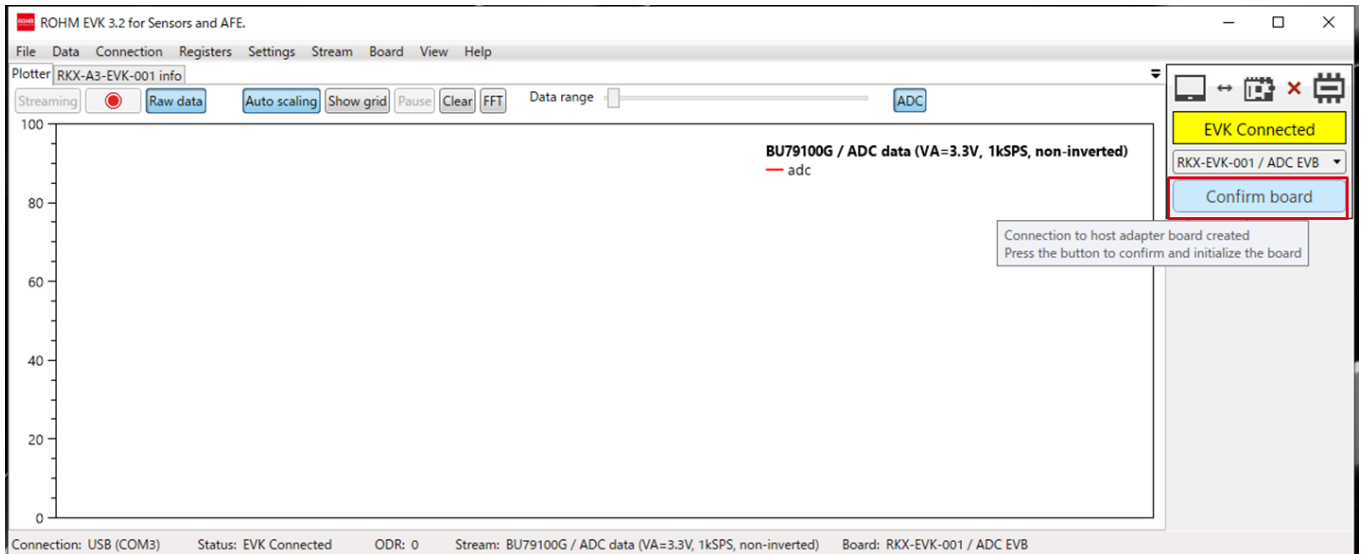 ROHM ROHM EVK 3.2 for Sensors and AFE.
File Data Connection Registers Settings Stream Board View Help
Plotter RKX-A3-EVK-001 info
Streaming Raw data Auto scaling Show grid Pause Clear FFT Data range ADC
EVK Connected
RKX-EVK-001 / ADC EVB
Confirm board
Connection to host adapter board created
Press the button to confirm and initialize the board
BU79100G / ADC data (VA=3.3V, 1kSPS, non-inverted)
adc
100
80
60
40
20
0
Connection: USB (COM3) Status: EVK Connected ODR: 0 Stream: BU79100G / ADC data (VA=3.3V, 1kSPS, non-inverted) Board: RKX-EVK-001 / ADC EVB